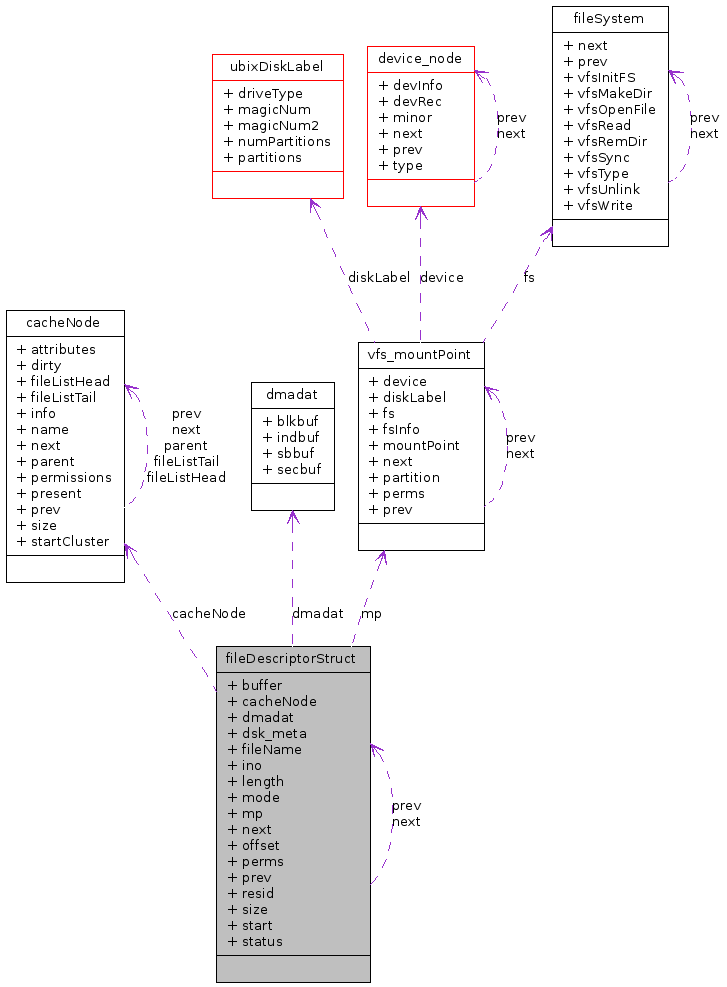 fileSystem
+ next
+ prev
+ vfsInitFS
+ vfsMakeDir
+ vfsOpenFile
+ vfsRead
+ vfsRemDir
+ vfsSync
+ vfsType
+ vfsUnlink
+ vfsWrite
prev
next
device_node
+ devInfo
+ devRec
+ minor
+ next
+ prev
+ type
prev
next
ubixDiskLabel
+ driveType
+ magicNum
+ magicNum2
+ numPartitions
+ partitions
diskLabel
device
fs
cacheNode
+ attributes
+ dirty
+ fileListHead
+ fileListTail
+ info
+ name
+ next
+ parent
+ permissions
+ present
+ prev
+ size
+ startCluster
prev
next
parent
fileListTail
fileListHead
dmadat
+ blkbuf
+ indbuf
+ sbbuf
+ secbuf
vfs_mountPoint
+ device
+ diskLabel
+ fs
+ fsInfo
+ mountPoint
+ next
+ partition
+ perms
+ prev
prev
next
cacheNode
dmadat
mp
fileDescriptorStruct
+ buffer
+ cacheNode
+ dmadat
+ dsk_meta
+ fileName
+ ino
+ length
+ mode
+ mp
+ next
+ offset
+ perms
+ prev
+ resid
+ size
+ start
+ status
prev
next